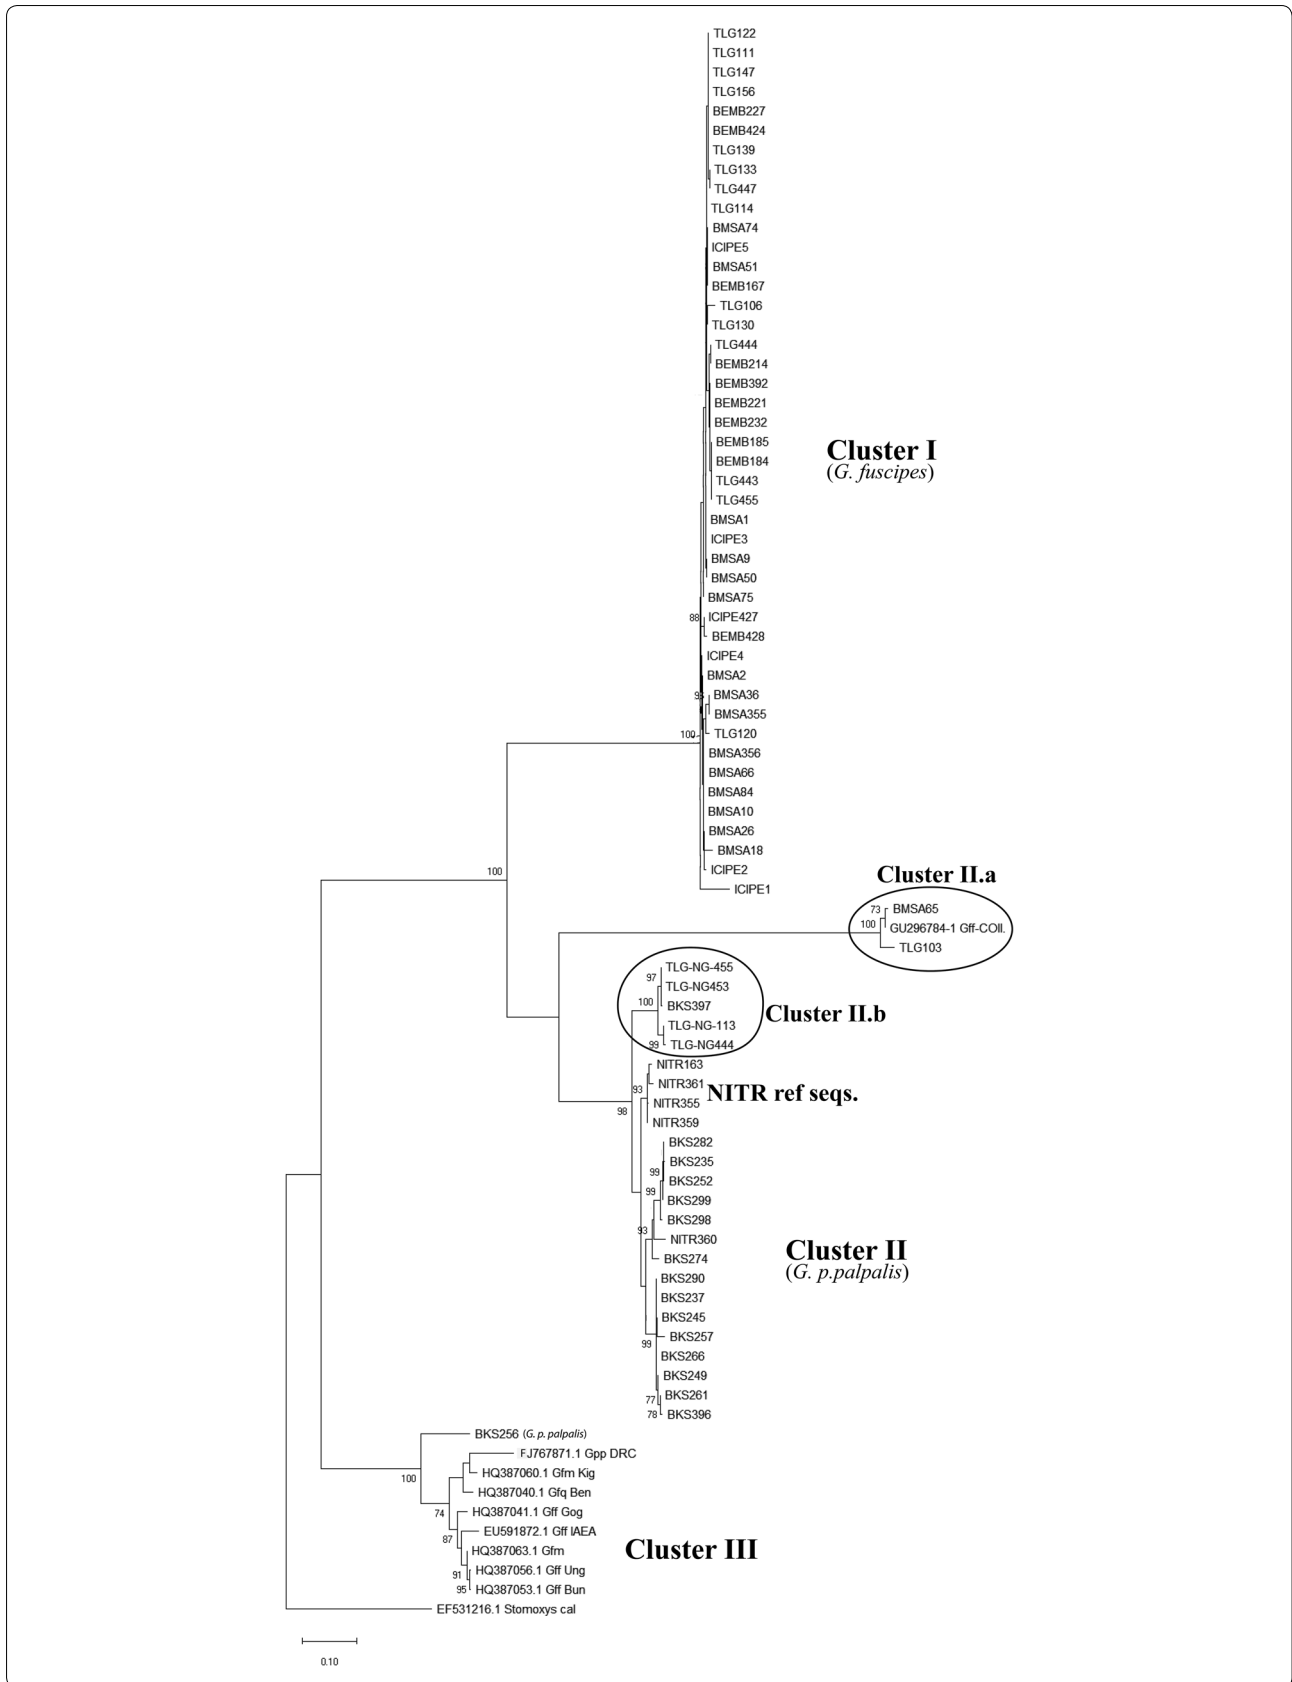 TLG122
TLG111
TLG147
TLG156
BEMB227
BEMB424
TLG139
TLG133
TLG447
TLG114
BMSA74
ICIPE5
BMSA51
BEMB167
TLG106
TLG130
TLG444
BEMB214
BEMB392
BEMB221
BEMB232
BEMB185
BEMB184
TLG443
TLG455
Cluster I
(G. fuscipes)
BMSA1
ICIPE3
BMSA9
BMSA50
BMSA75
88
ICIPE427
BEMB428
ICIPE4
BMSA2
BMSA36
BMSA355
100
TLG120
BMSA356
BMSA66
BMSA84
BMSA10
BMSA26
BMSA18
100
ICIPE2
ICIPE1
Cluster II.a
73
BMSA65
100
GU296784-1 Gff-COII.
TLG103
TLG-NG-455
97
TLG-NG453
100
BKS397
TLG-NG-113
99
TLG-NG444
Cluster II.b
NITR163
93
NITR361
NITR355
98
NITR359
NITR ref seqs.
BKS282
BKS235
99
BKS252
99
BKS299
BKS298
93
NITR360
BKS274
BKS290
BKS237
BKS245
BKS257
99
BKS266
BKS249
77
BKS261
78
BKS396
Cluster II
(G. p.palpalis)
BKS256 (G. p. palpalis)
FJ767871.1 Gpp DRC
100
HQ387060.1 Gfm Kig
HQ387040.1 Gfq Ben
74
HQ387041.1 Gff Gog
EU591872.1 Gff IAEA
87
HQ387063.1 Gfm
91
HQ387056.1 Gff Ung
95
HQ387053.1 Gff Bun
Cluster III
EF531216.1 Stomoxys cal
0.10